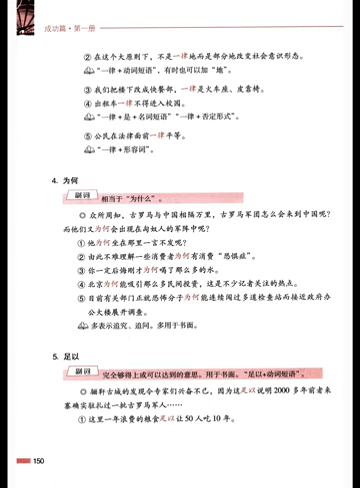 成功篇·第一册
② 在这个大原则下，不是一律地而是部分地改变社会意识形态。
“一律+动词短语”，有时也可以加“地”。
③ 我们把楼下改成快餐部，一律是火车座、皮靠椅。
④ 出租车一律不得进入校园。
“一律+是+名词短语”“一律+否定形式”。
⑤ 公民在法律面前一律平等。
“一律+形容词”。
4. 为何
副词 相当于“为什么”。
◎ 众所周知，古罗马与中国相隔万里，古罗马军团怎么会来到中国呢？
而他们又为何会出现在匈奴人的军阵中呢？
① 他为何坐在那里一言不发呢？
② 由此不难理解一些消费者为何有消费“恐惧症”。
③ 你一定后悔刚才为何喝了那么多的水。
④ 北京为何能吸引那么多民间投资，这是不少记者关注的热点。
⑤ 目前有关部门正就恐怖分子为何能连续闯过多道检查站而接近政府办
公大楼展开调查。
多表示追究、追问。多用于书面。
5. 足以
副词 完全够得上或可以达到的意思。用于书面。“足以+动词短语”。
◎ 骊轩古城的发现令专家们兴奋不已，因为这足以说明 2000 多年前者来
塞确实驻扎过一批古罗马军人……
① 这里一年浪费的粮食足以让 50 人吃 10 年。
150